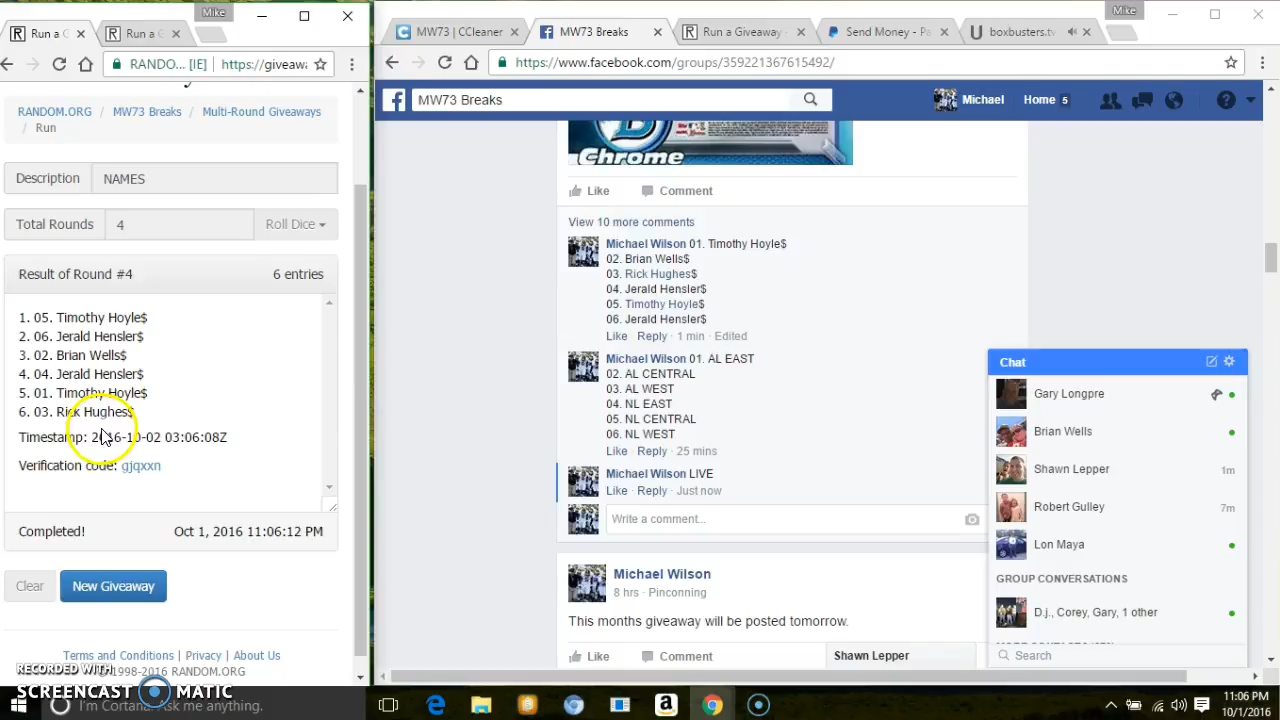 Mike
Run a G
Run a G
RANDO... [IE]
https://giveawa
RANDOM.ORG
MW73 Breaks
Multi-Round Giveaways
Run
Description
NAMES
Total Rounds
4
Roll Dice
Result of Round #4
6 entries
1. 05. Timothy Hoyle$
2. 06. Jerald Hensler$
3. 02. Brian Wells$
4. 04. Jerald Hensler$
5. 01. Timothy Hoyle$
6. 03. Rick Hughes$
Timestamp: 2016-10-02 03:06:08Z
Verification code: gjqxxn
Completed!
Oct 1, 2016 11:06:12 PM
Clear
New Giveaway
Terms and Conditions | Privacy | About Us
©1998-2016 RANDOM.ORG
RECORDED WITH
SCREENCAST MATIC
I'm Cortana. Ask me anything.
Mike
MW73 | CCleaner
MW73 Breaks
Run a Giveaway
Send Money - Pa
boxbusters.tv
https://www.facebook.com/groups/359221367615492/
MW73 Breaks
Michael
Home 5
Chrome
Like
Comment
View 10 more comments
Michael Wilson 01. Timothy Hoyle$
02. Brian Wells$
03. Rick Hughes$
04. Jerald Hensler$
05. Timothy Hoyle$
06. Jerald Hensler$
Like · Reply · 1 min · Edited
Michael Wilson 01. AL EAST
02. AL CENTRAL
03. AL WEST
04. NL EAST
05. NL CENTRAL
06. NL WEST
Like · Reply · 25 mins
Michael Wilson LIVE
Like · Reply · Just now
Write a comment...
Michael Wilson
8 hrs · Pinconning
This months giveaway will be posted tomorrow.
Like
Comment
Shawn Lepper
Chat
Gary Longpre
Brian Wells
Shawn Lepper
1m
Robert Gulley
7m
Lon Maya
GROUP CONVERSATIONS
D.j., Corey, Gary, 1 other
Search
11:06 PM
10/1/2016